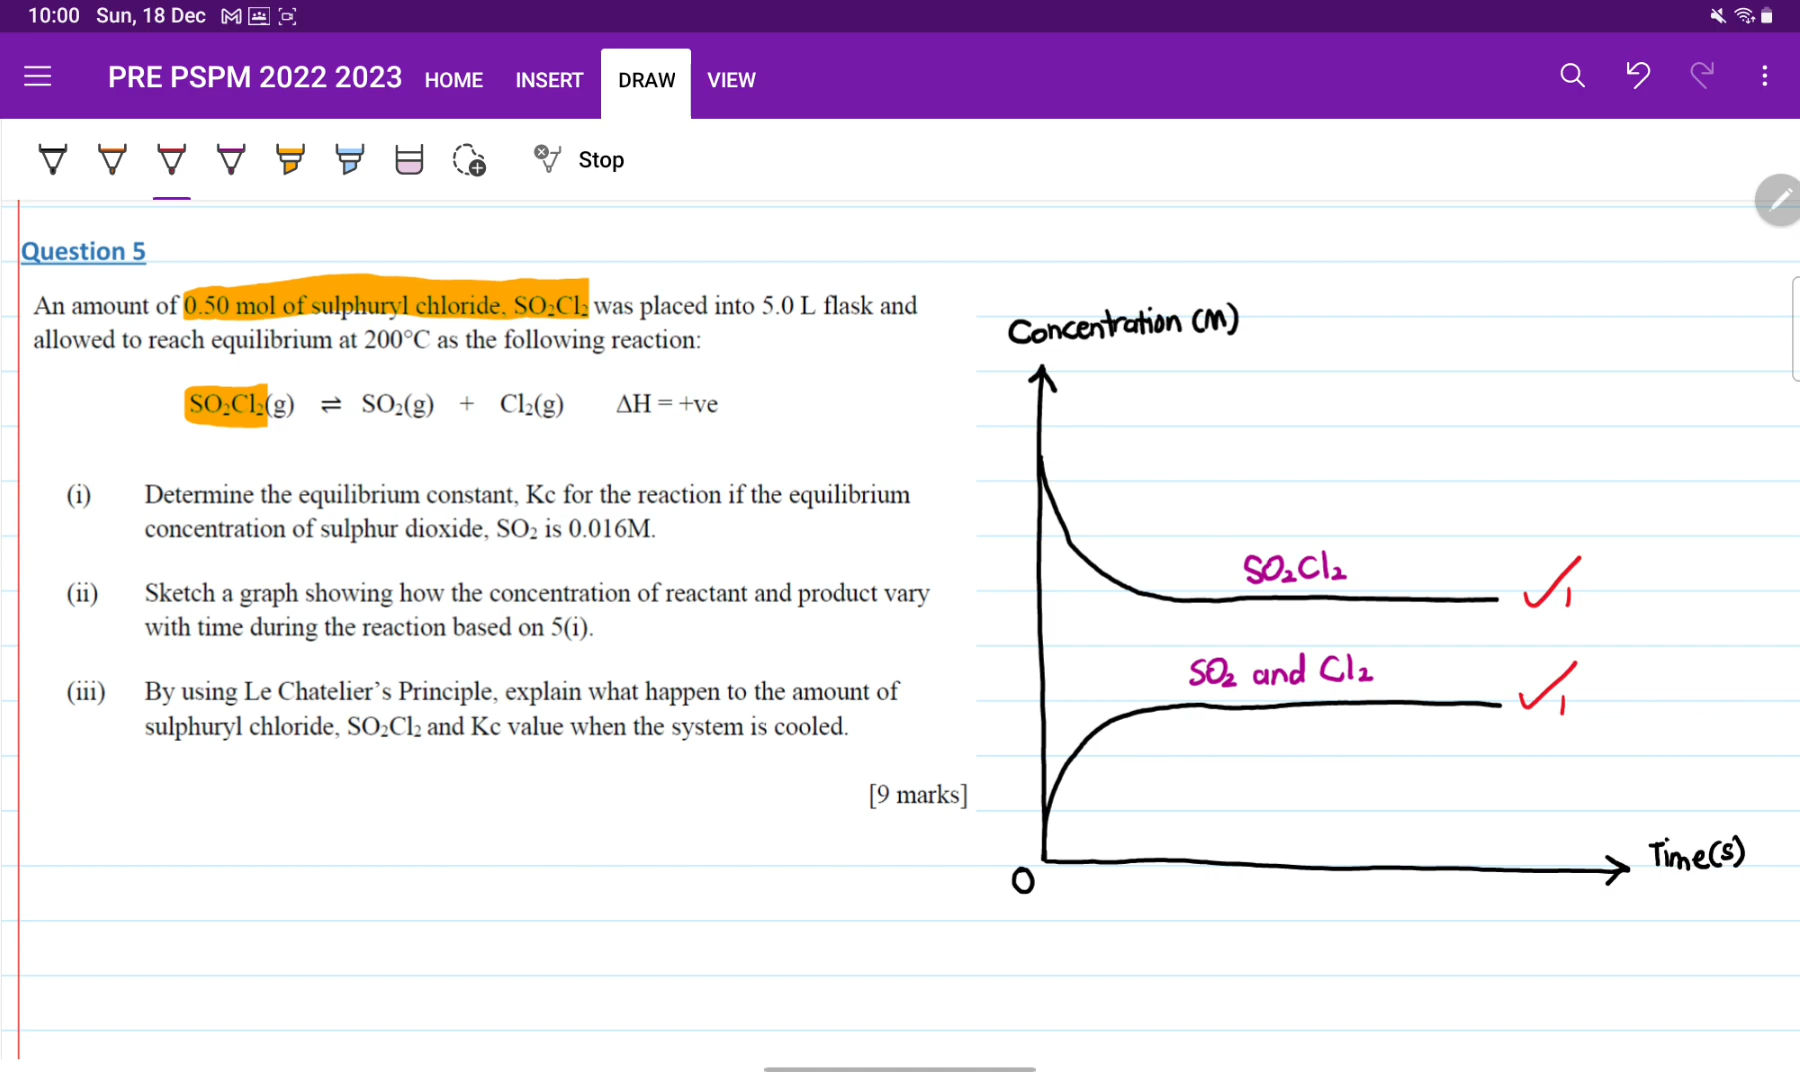 10:00 Sun, 18 Dec
PRE PSPM 2022 2023 HOME INSERT DRAW VIEW
Stop
Question 5
An amount of 0.50 mol of sulphuryl chloride, SO₂Cl₂ was placed into 5.0 L flask and
allowed to reach equilibrium at 200°C as the following reaction:
SO₂Cl₂(g) ⇌ SO₂(g) + Cl₂(g) ΔH = +ve
(i) Determine the equilibrium constant, Kc for the reaction if the equilibrium
concentration of sulphur dioxide, SO₂ is 0.016M.
(ii) Sketch a graph showing how the concentration of reactant and product vary
with time during the reaction based on 5(i).
(iii) By using Le Chatelier’s Principle, explain what happen to the amount of
sulphuryl chloride, SO₂Cl₂ and Kc value when the system is cooled.
[9 marks]
Concentration (M)
SO₂Cl₂ ✓1
SO₂ and Cl₂ ✓1
Time(s)
0